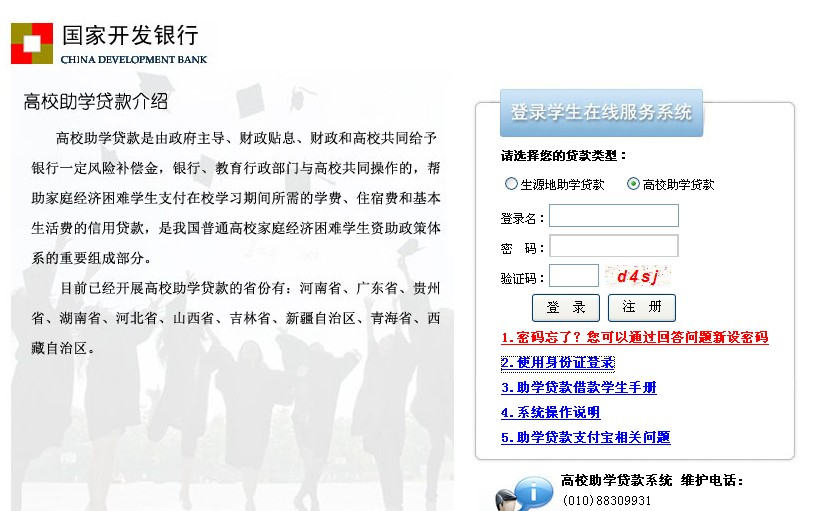 国家开发银行
CHINA DEVELOPMENT BANK
高校助学贷款介绍
高校助学贷款是由政府主导、财政贴息、财政和高校共同给予
银行一定风险补偿金，银行、教育行政部门与高校共同操作的，帮
助家庭经济困难学生支付在校学习期间所需的学费、住宿费和基本
生活费的信用贷款，是我国普通高校家庭经济困难学生资助政策体
系的重要组成部分。
目前已经开展高校助学贷款的省份有：河南省、广东省、贵州
省、湖南省、河北省、山西省、吉林省、新疆自治区、青海省、西
藏自治区。
登录学生在线服务系统
请选择您的贷款类型：
生源地助学贷款 高校助学贷款
登录名：
密 码：
验证码： d4sj
登 录 注 册
1.密码忘了？您可以通过回答问题新设密码
2.使用身份证登录
3.助学贷款借款学生手册
4.系统操作说明
5.助学贷款支付宝相关问题
高校助学贷款系统 维护电话：
(010)88309931